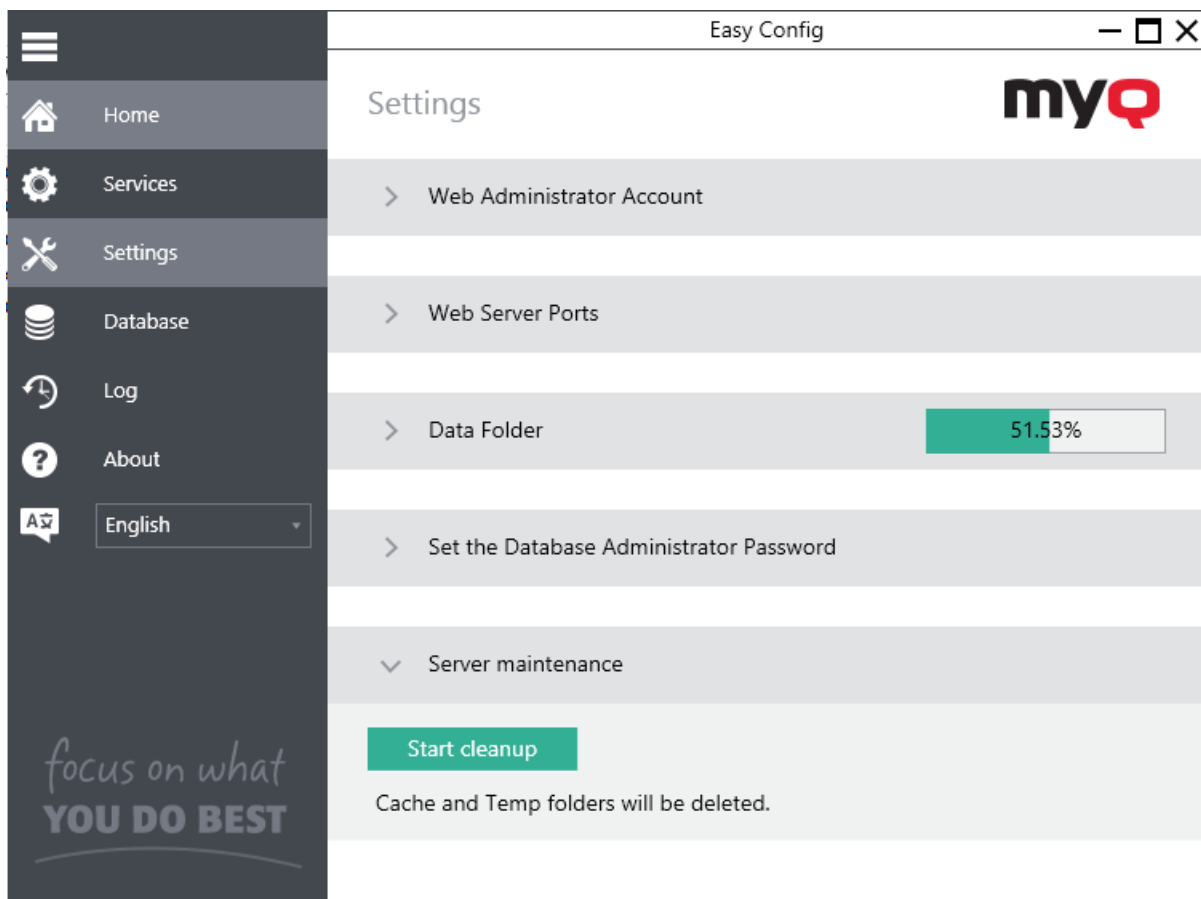 Easy Config
Home
Services
Settings
Database
Log
About
A文
English
focus on what
YOU DO BEST
Settings
myQ
Web Administrator Account
Web Server Ports
Data Folder
51.53%
Set the Database Administrator Password
Server maintenance
Start cleanup
Cache and Temp folders will be deleted.